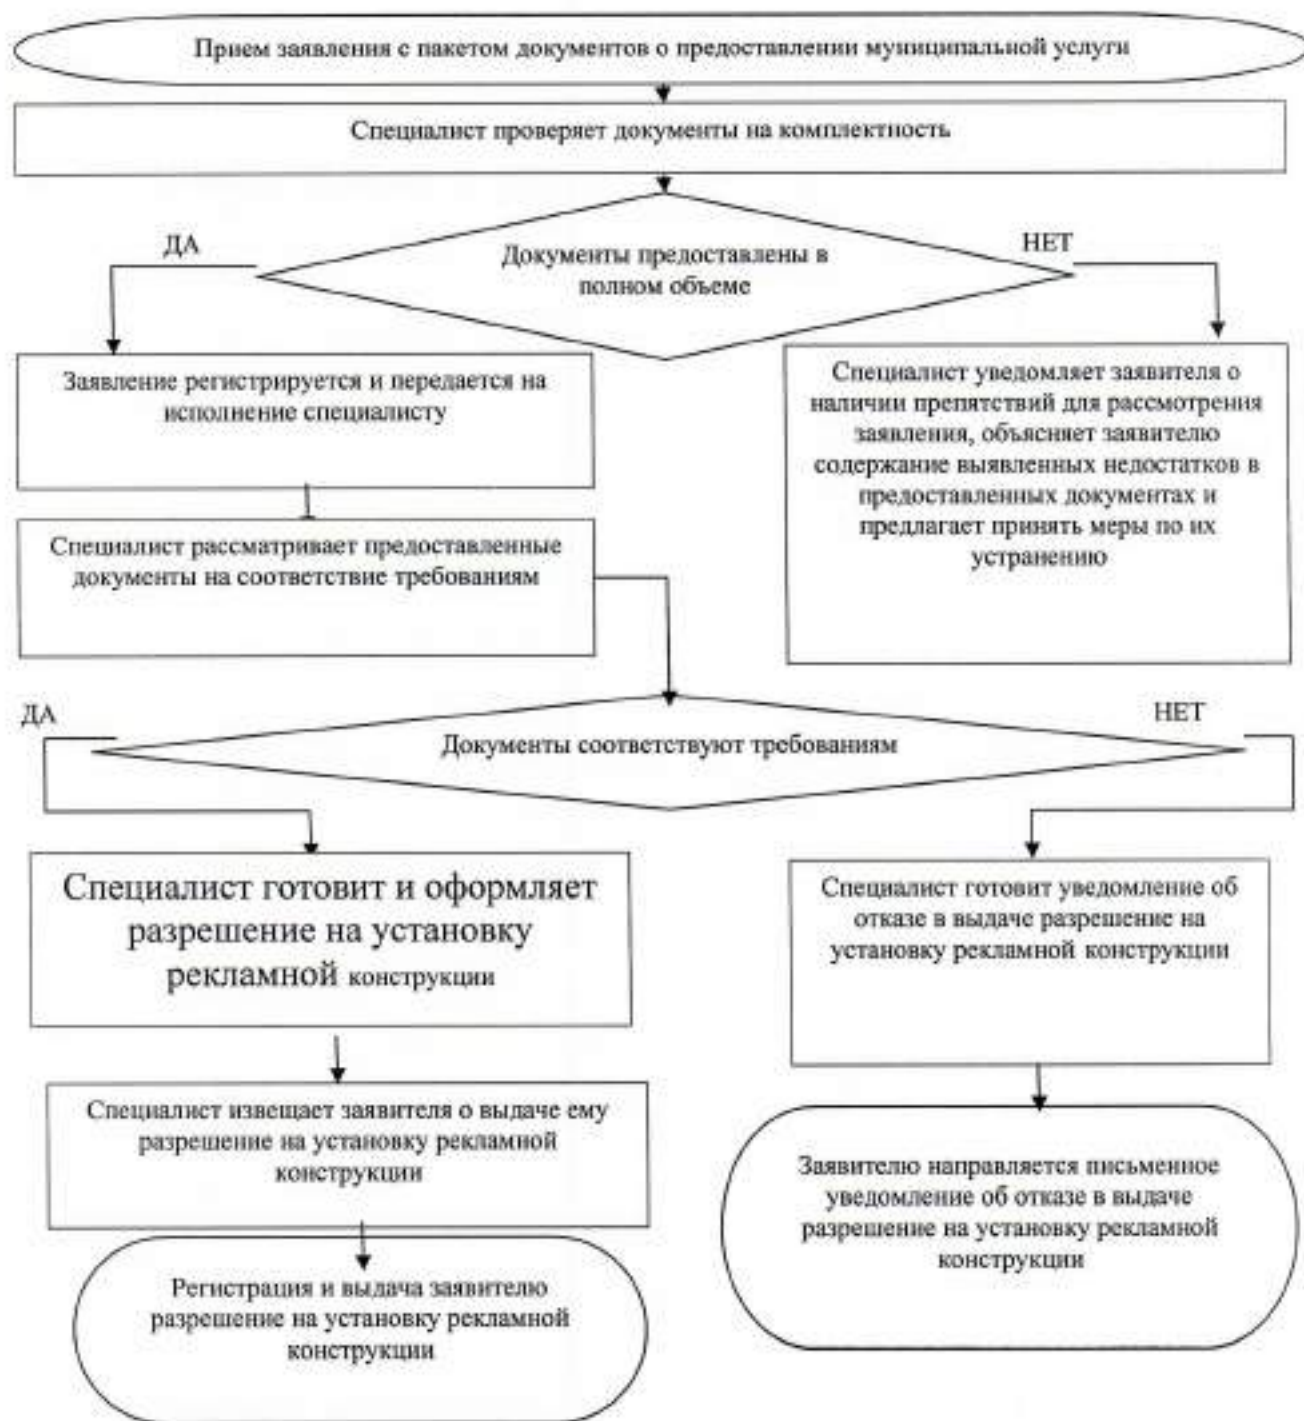 Прием заявления с пакетом документов о предоставлении муниципальной услуги
Специалист проверяет документы на комплектность
ДА
НЕТ
Документы предоставлены в
полном объеме
Заявление регистрируется и передается на
исполнение специалисту
Специалист уведомляет заявителя о
наличии препятствий для рассмотрения
заявления, объясняет заявителю
содержание выявленных недостатков в
предоставленных документах и
предлагает принять меры по их
устранению
Специалист рассматривает предоставленные
документы на соответствие требованиям
ДА
НЕТ
Документы соответствуют требованиям
Специалист готовит и оформляет
разрешение на установку
рекламной конструкции
Специалист готовит уведомление об
отказе в выдаче разрешение на
установку рекламной конструкции
Специалист извещает заявителя о выдаче ему
разрешение на установку рекламной
конструкции
Заявителю направляется письменное
уведомление об отказе в выдаче
разрешение на установку рекламной
конструкции
Регистрация и выдача заявителю
разрешение на установку рекламной
конструкции